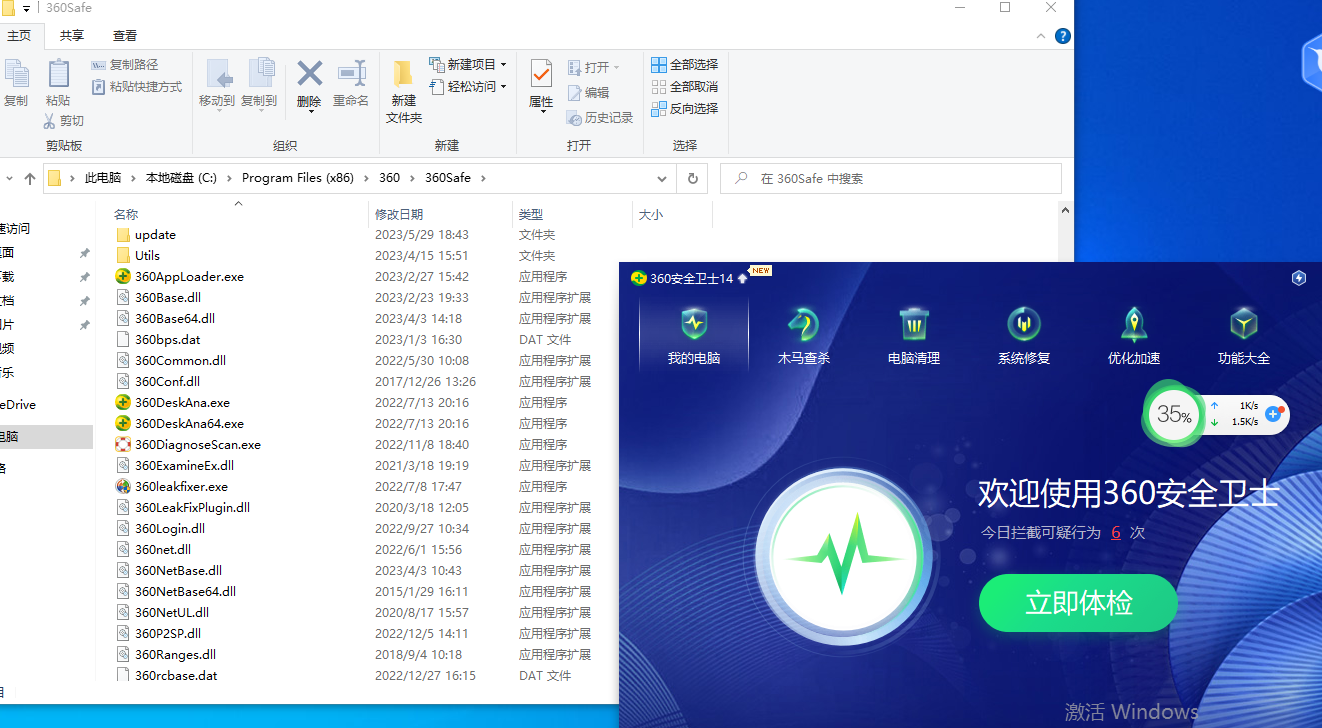 360Safe
主页 共享 查看
复制 粘贴 复制路径 粘贴快捷方式 剪切 移动到 复制到 删除 重命名 新建文件夹 新建项目 轻松访问 属性 打开 编辑 历史记录 全部选择 全部取消 反向选择
剪贴板 组织 新建 打开 选择
此电脑 本地磁盘 (C:) Program Files (x86) 360 360Safe
在 360Safe 中搜索
名称 修改日期 类型 大小
update 2023/5/29 18:43 文件夹
Utils 2023/4/15 15:51 文件夹
360AppLoader.exe 2023/2/27 15:42 应用程序
360Base.dll 2023/2/23 19:33 应用程序扩展
360Base64.dll 2023/4/3 14:18 应用程序扩展
360bps.dat 2023/1/3 16:30 DAT 文件
360Common.dll 2022/5/30 10:08 应用程序扩展
360Conf.dll 2017/12/26 13:26 应用程序扩展
360DeskAna.exe 2022/7/13 20:16 应用程序
360DeskAna64.exe 2022/7/13 20:16 应用程序
360DiagnoseScan.exe 2022/11/8 18:40 应用程序
360ExamineEx.dll 2021/3/18 19:19 应用程序扩展
360leakfixer.exe 2022/7/8 17:47 应用程序
360LeakFixPlugin.dll 2020/3/18 12:05 应用程序扩展
360Login.dll 2022/9/27 10:34 应用程序扩展
360net.dll 2022/6/1 15:56 应用程序扩展
360NetBase.dll 2023/4/3 10:43 应用程序扩展
360NetBase64.dll 2015/1/29 16:11 应用程序扩展
360NetUL.dll 2020/8/17 15:57 应用程序扩展
360P2SP.dll 2022/12/5 14:11 应用程序扩展
360Ranges.dll 2018/9/4 10:18 应用程序扩展
360rcbase.dat 2022/12/27 16:15 DAT 文件
速访问
桌面
下载
文档
图片
视频
音乐
eDrive
电脑
络
360安全卫士14 NEW
我的电脑 木马查杀 电脑清理 系统修复 优化加速 功能大全
35% 1K/s
1.5K/s
欢迎使用360安全卫士
今日拦截可疑行为 6 次
立即体检
激活 Windows